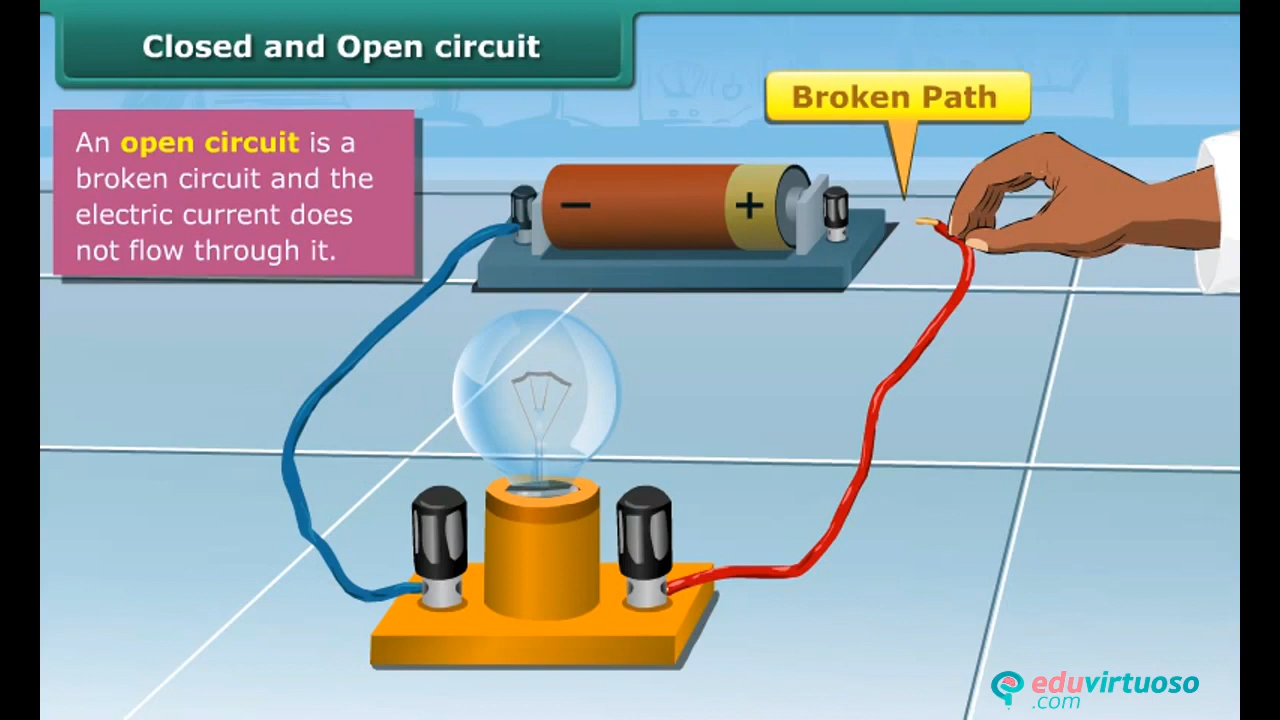 Closed and Open circuit
Broken Path
An open circuit is a
broken circuit and the
electric current does
not flow through it.
− +
eduvirtuoso
.com